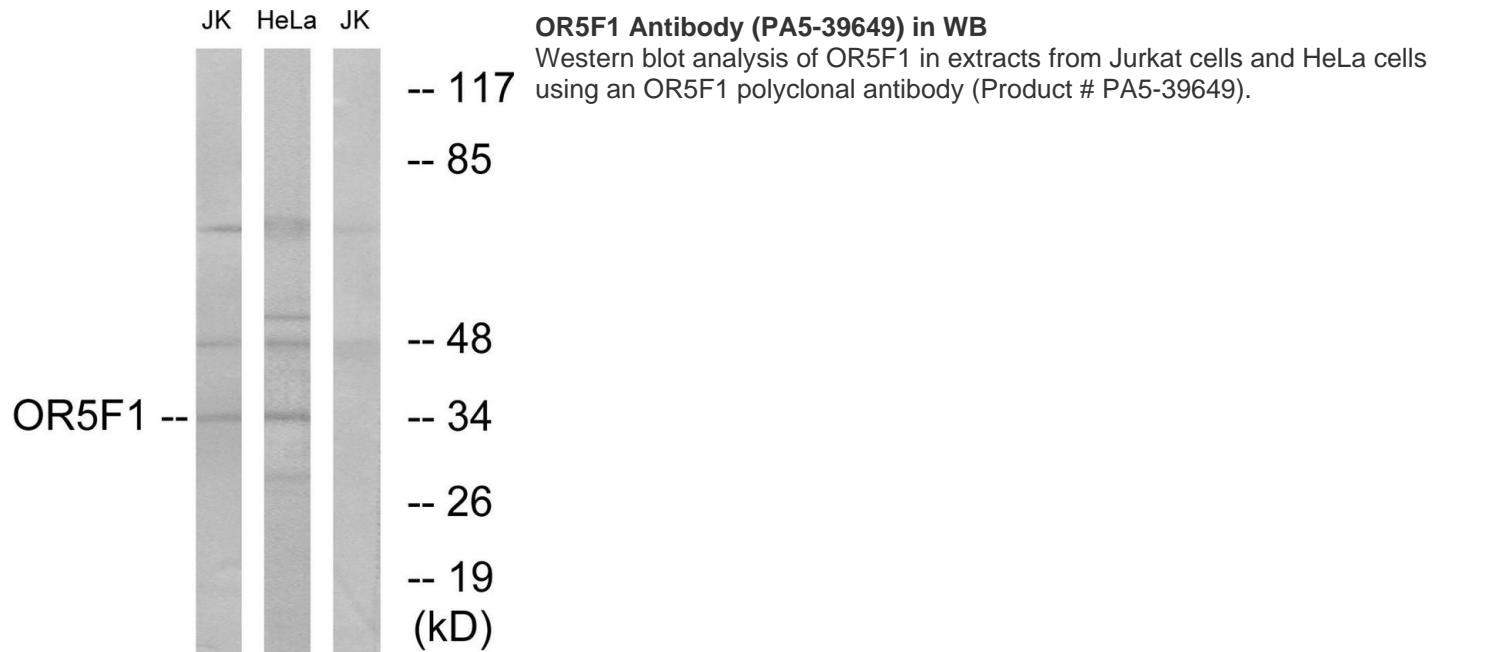 JK HeLa JK
OR5F1 Antibody (PA5-39649) in WB
Western blot analysis of OR5F1 in extracts from Jurkat cells and HeLa cells
using an OR5F1 polyclonal antibody (Product # PA5-39649).
-- 117
-- 85
-- 48
OR5F1 -- -- 34
-- 26
-- 19
(kD)